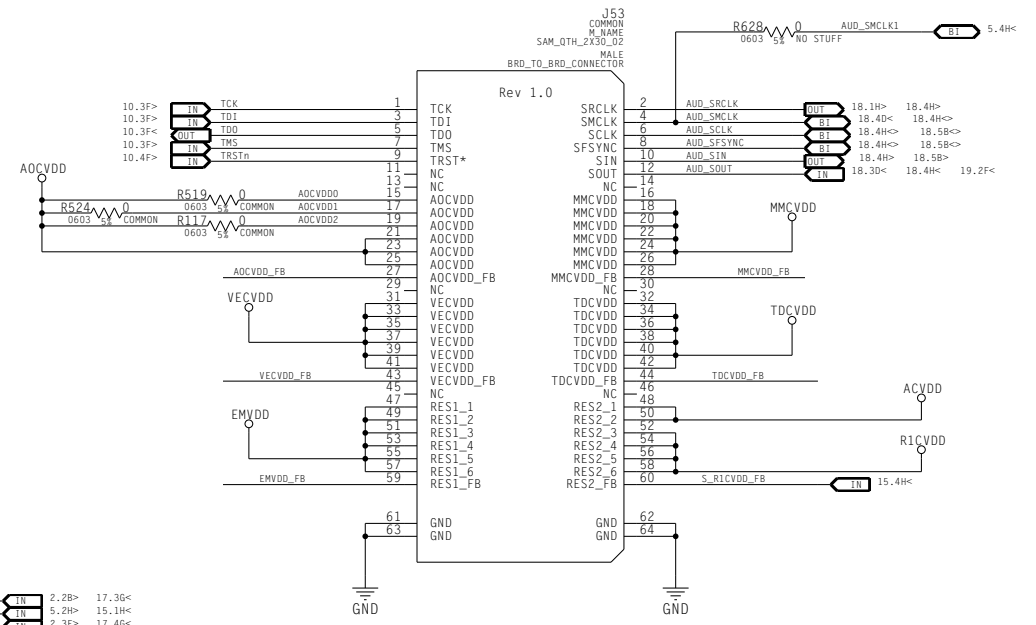 J53
COMMON
M_NAME
SAM_QTH_2X30_02
MALE
BRD_TO_BRD_CONNECTOR
R628 0 AUD_SMCLK1
0603 5% NO STUFF
BI 5.4H<
Rev 1.0
10.3F> IN TCK 1 TCK
10.3F> IN TDI 3 TDI
10.3F< OUT TDO 5 TDO
10.3F> IN TMS 7 TMS
10.4F> IN TRSTn 9 TRST*
11 NC
13 NC
AOCVDD
R519 0 AOCVDD0 15 AOCVDD
0603 5% COMMON
R524 0 AOCVDD1 17 AOCVDD
0603 5% COMMON
R117 0 AOCVDD2 19 AOCVDD
0603 5% COMMON
21 AOCVDD
23 AOCVDD
25 AOCVDD
AOCVDD_FB 27 AOCVDD_FB
29 NC
VECVDD
31 VECVDD
33 VECVDD
35 VECVDD
37 VECVDD
39 VECVDD
41 VECVDD
VECVDD_FB 43 VECVDD_FB
45 NC
EMVDD
47 RES1_1
49 RES1_2
51 RES1_3
53 RES1_4
55 RES1_5
57 RES1_6
EMVDD_FB 59 RES1_FB
61 GND
63 GND
GND
SRCLK 2 AUD_SRCLK OUT 18.1H> 18.4H>
SMCLK 4 AUD_SMCLK BI 18.4D< 18.4H<>
SCLK 6 AUD_SCLK BI 18.4H<> 18.5B<>
SFSYNC 8 AUD_SFSYNC BI 18.4H<> 18.5B<>
SIN 10 AUD_SIN OUT 18.4H> 18.5B>
SOUT 12 AUD_SOUT IN 18.3D< 18.4H< 19.2F<
NC 14
MMCVDD 16
MMCVDD 18
MMCVDD 20
MMCVDD 22
MMCVDD 24
MMCVDD 26
MMCVDD
MMCVDD_FB 28 MMCVDD_FB
NC 30
TDCVDD 32
TDCVDD 34
TDCVDD 36
TDCVDD 38
TDCVDD 40
TDCVDD 42
TDCVDD
TDCVDD_FB 44 TDCVDD_FB
NC 46
RES2_1 48
RES2_2 50
ACVDD
RES2_3 52
RES2_4 54
RES2_5 56
RES2_6 58
R1CVDD
RES2_FB 60 S_R1CVDD_FB IN 15.4H<
GND 62
GND 64
GND
IN 2.2B> 17.3G<
IN 5.2H> 15.1H<
IN 2.3F> 17.4G<